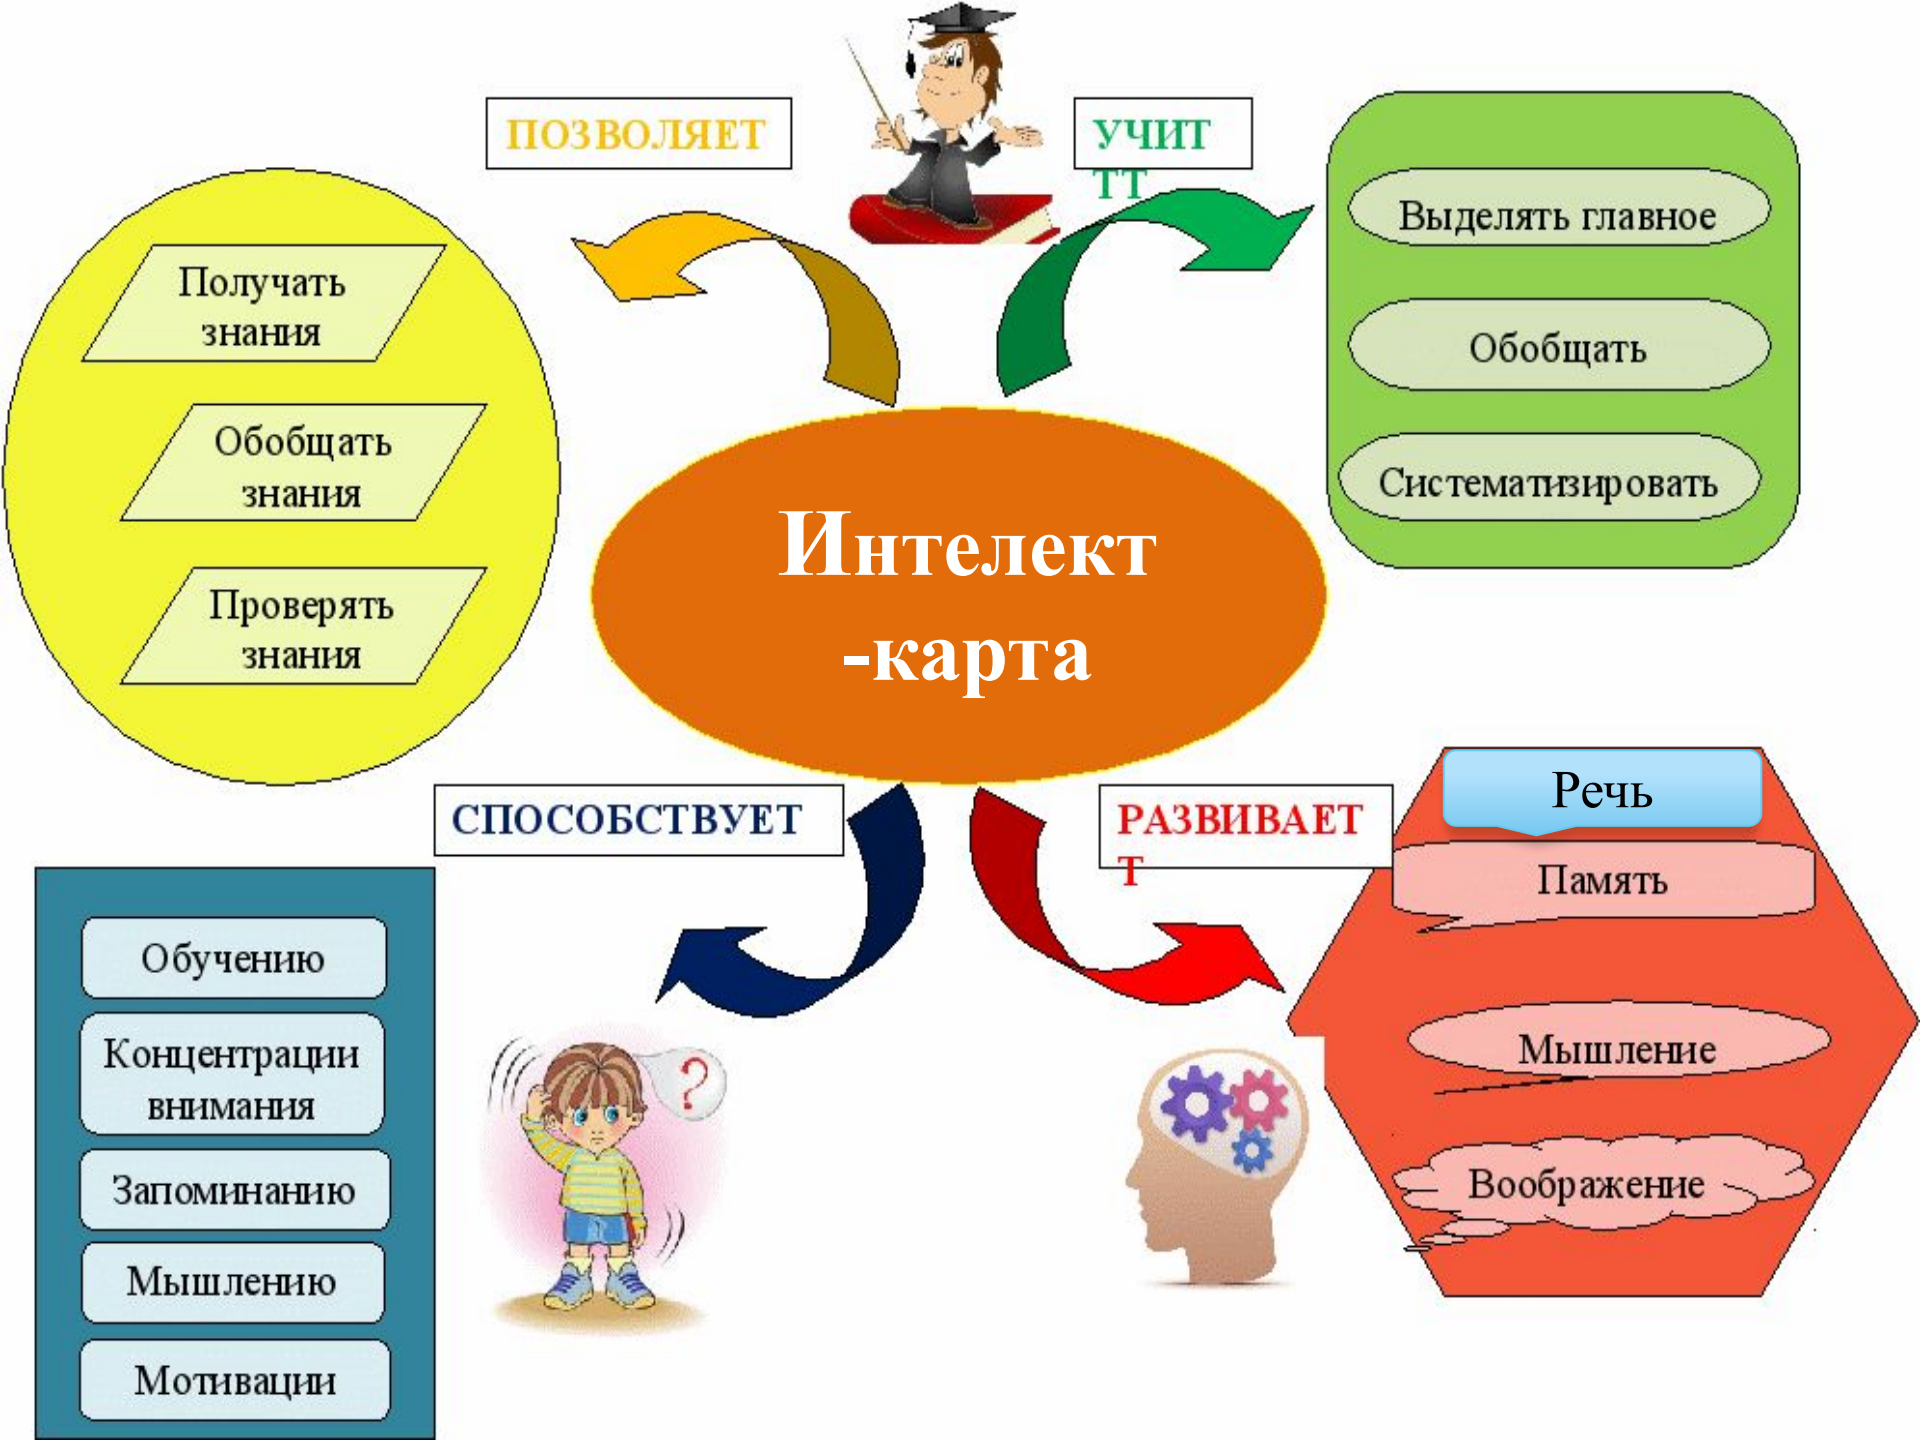 ПОЗВОЛЯЕТ
УЧИТ
ТТ
Получать
знания
Обобщать
знания
Проверять
знания
Выделять главное
Обобщать
Систематизировать
Интелект
-карта
СПОСОБСТВУЕТ
РАЗВИВАЕТ
Т
Обучению
Концентрации
внимания
Запоминанию
Мышлению
Мотивации
?
Речь
Память
Мышление
Воображение